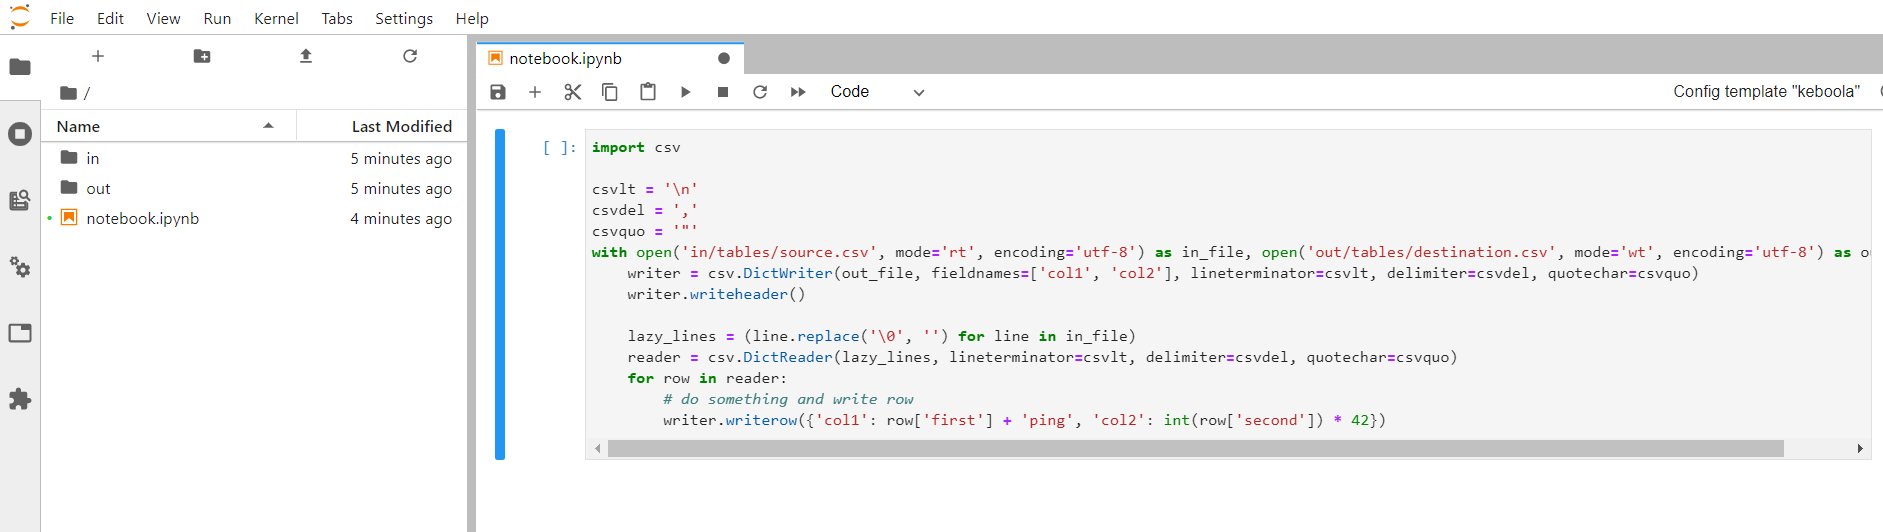 File Edit View Run Kernel Tabs Settings Help
/
Name Last Modified
in 5 minutes ago
out 5 minutes ago
notebook.ipynb 4 minutes ago
notebook.ipynb
Code Config template "keboola"
[ ]: import csv
csvlt = '\n'
csvdel = ','
csvquo = '"'
with open('in/tables/source.csv', mode='rt', encoding='utf-8') as in_file, open('out/tables/destination.csv', mode='wt', encoding='utf-8') as
    writer = csv.DictWriter(out_file, fieldnames=['col1', 'col2'], lineterminator=csvlt, delimiter=csvdel, quotechar=csvquo)
    writer.writeheader()
    lazy_lines = (line.replace('\0', '') for line in in_file)
    reader = csv.DictReader(lazy_lines, lineterminator=csvlt, delimiter=csvdel, quotechar=csvquo)
    for row in reader:
        # do something and write row
        writer.writerow({'col1': row['first'] + 'ping', 'col2': int(row['second']) * 42})